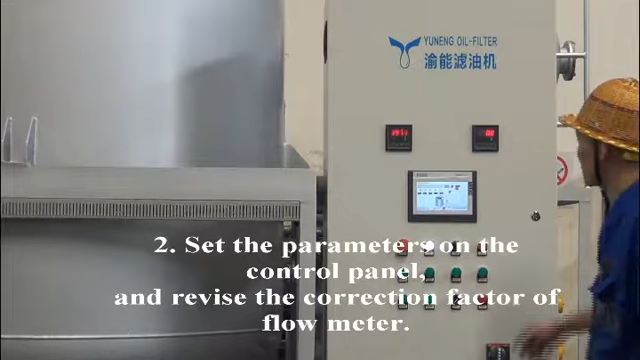 YUNENG OIL-FILTER
渝能滤油机
2. Set the parameters on the
control panel,
and revise the correction factor of
flow meter.